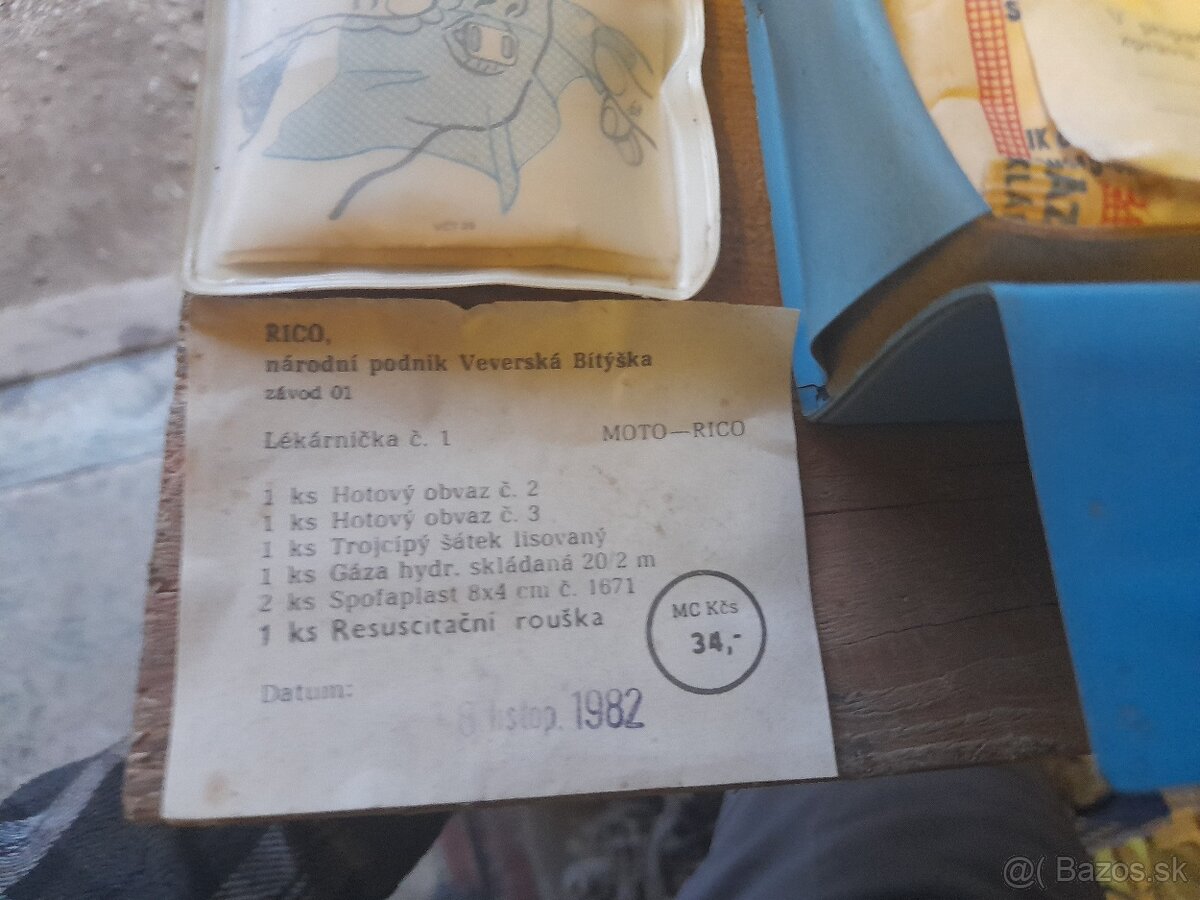 RICO,
národní podnik Veverská Bítýška
závod 01
Lékárnička č. 1 MOTO—RICO
1 ks Hotový obvaz č. 2
1 ks Hotový obvaz č. 3
1 ks Trojcípý šátek lisovaný
1 ks Gáza hydr. skládaná 20/2 m
2 ks Spofaplast 8x4 cm č. 1671
1 ks Resuscitační rouška
MC Kčs
34,-
Datum:
8 listop. 1982
@( Bazos.sk